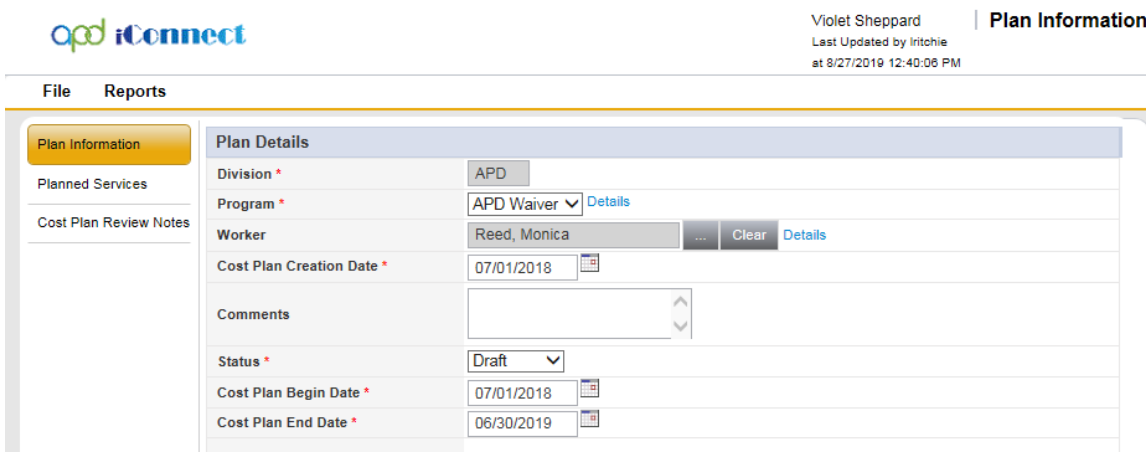 apd iConnect
Violet Sheppard
Last Updated by lritchie
at 8/27/2019 12:40:06 PM
Plan Information
File Reports
Plan Information
Planned Services
Cost Plan Review Notes
Plan Details
Division * APD
Program * APD Waiver Details
Worker Reed, Monica ... Clear Details
Cost Plan Creation Date * 07/01/2018
Comments
Status * Draft
Cost Plan Begin Date * 07/01/2018
Cost Plan End Date * 06/30/2019